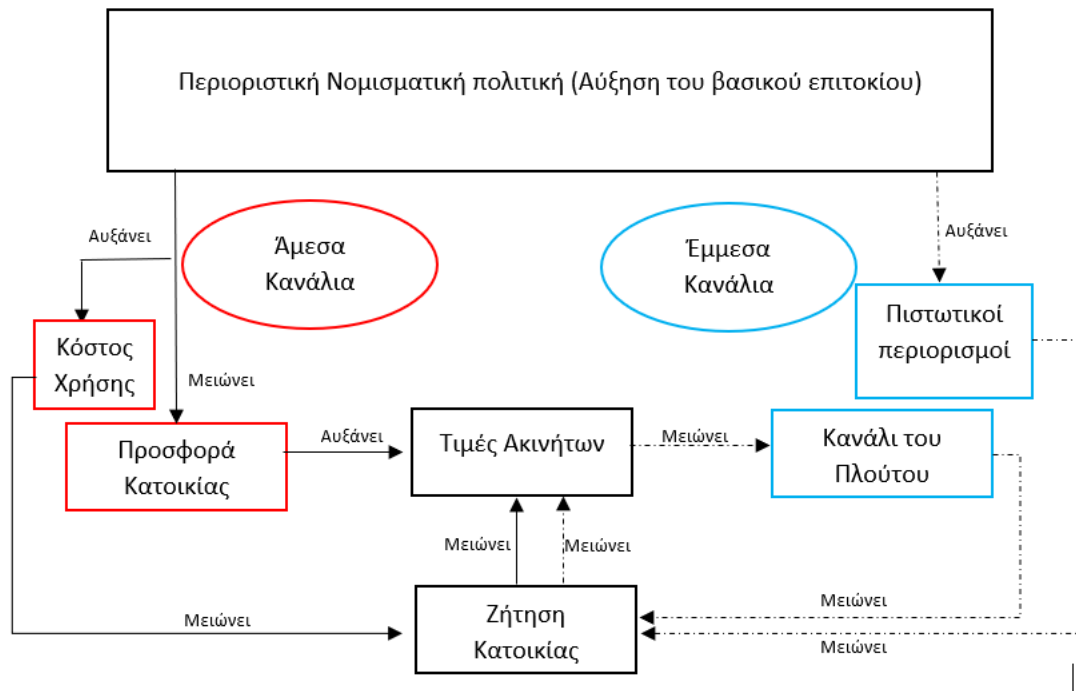 Περιοριστική Νομισματική πολιτική (Αύξηση του βασικού επιτοκίου)
Αυξάνει
Άμεσα
Κανάλια
Έμμεσα
Κανάλια
Αυξάνει
Κόστος
Χρήσης
Μειώνει
Πιστωτικοί
περιορισμοί
Προσφορά
Κατοικίας
Αυξάνει
Τιμές Ακινήτων
Μειώνει
Κανάλι του
Πλούτου
Μειώνει
Μειώνει
Μειώνει
Ζήτηση
Κατοικίας
Μειώνει
Μειώνει